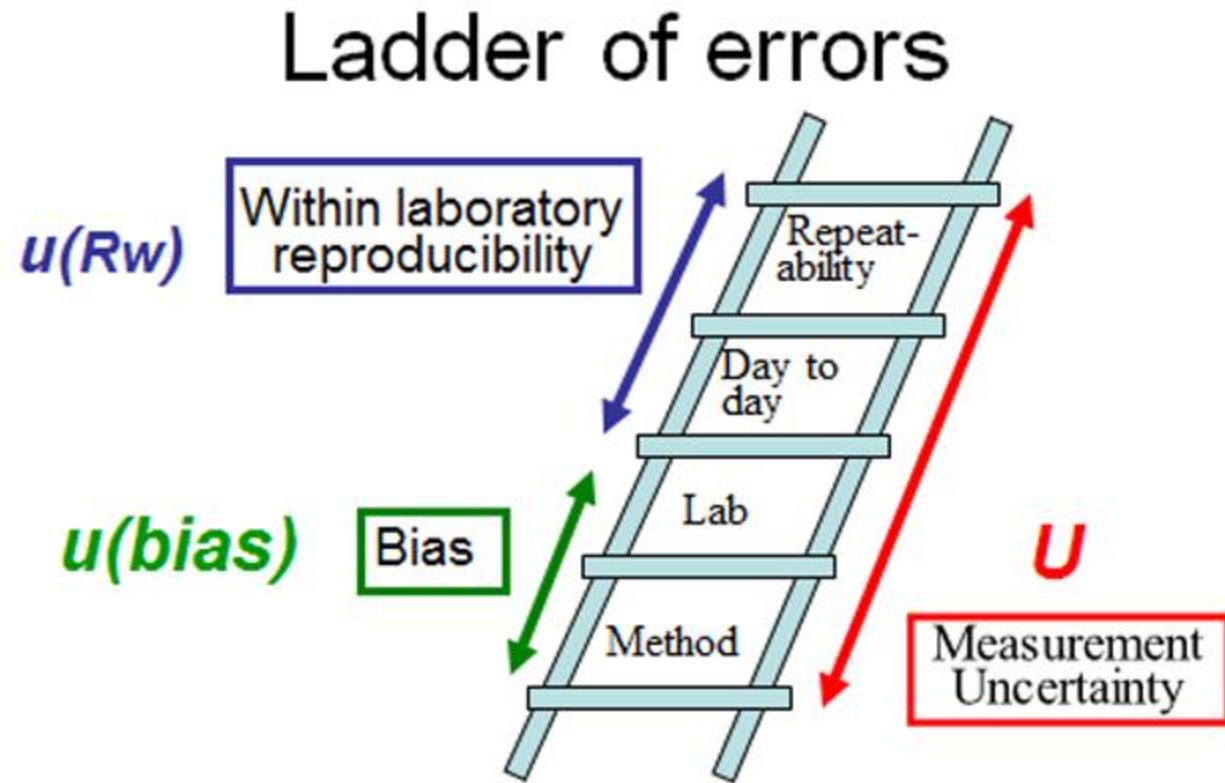 Ladder of errors
u(Rw)
Within laboratory
reproducibility
Repeat-
ability
Day to
day
u(bias)
Bias
Lab
U
Method
Measurement
Uncertainty